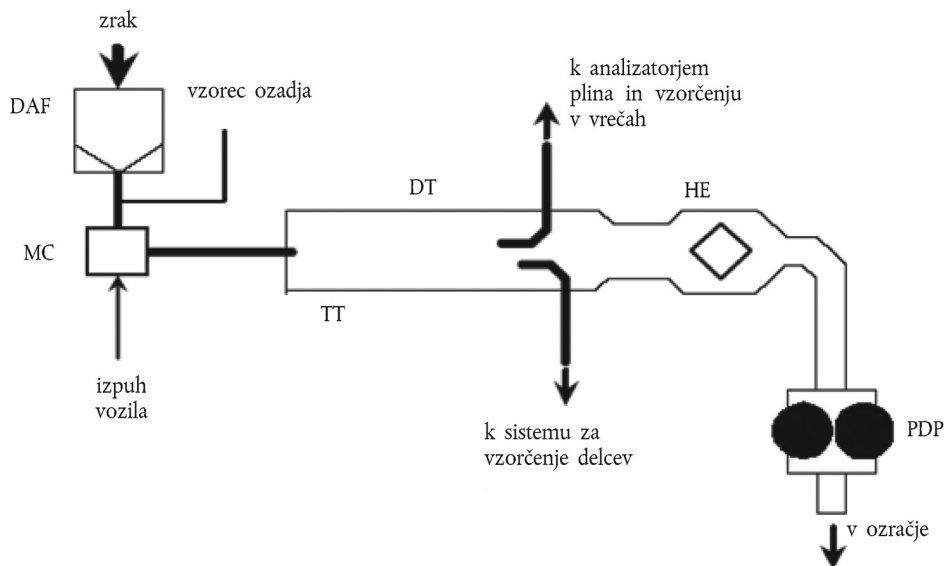 zrak
DAF
vzorec ozadja
k analizatorjem
plina in vzorčenju
v vrečah
DT
HE
MC
TT
izpuh
vozila
k sistemu za
vzorčenje delcev
PDP
v ozračje